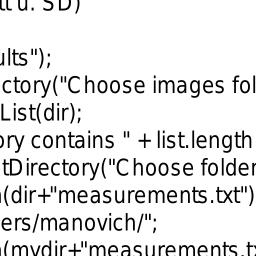 u. SD)
ults");
ctory("Choose images fol
List(dir);
ory contains " + list.length
tDirectory("Choose folder
(dir+"measurements.txt")
ers/manovich/";
(mydir+"measurements.tx